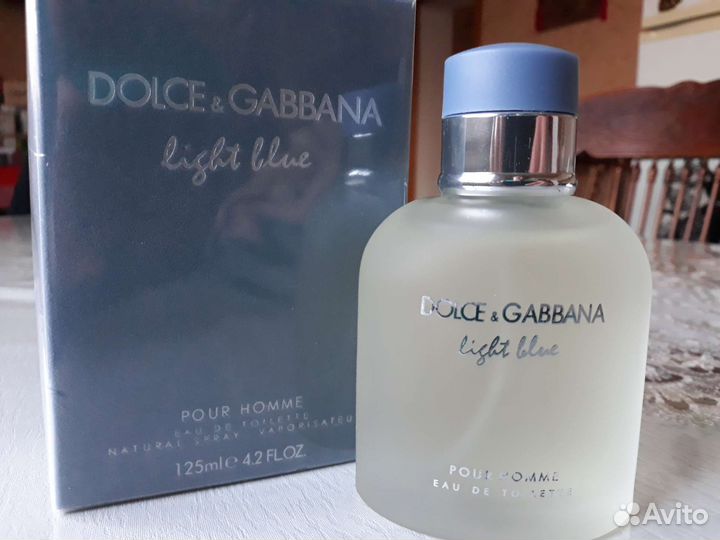 DOLCE & GABBANA
light blue
POUR HOMME
EAU DE TOILETTE
NATURAL SPRAY VAPORISATEUR
125ml e 4.2 FL.OZ.
DOLCE & GABBANA
light blue
POUR HOMME
EAU DE TOILETTE
Avito